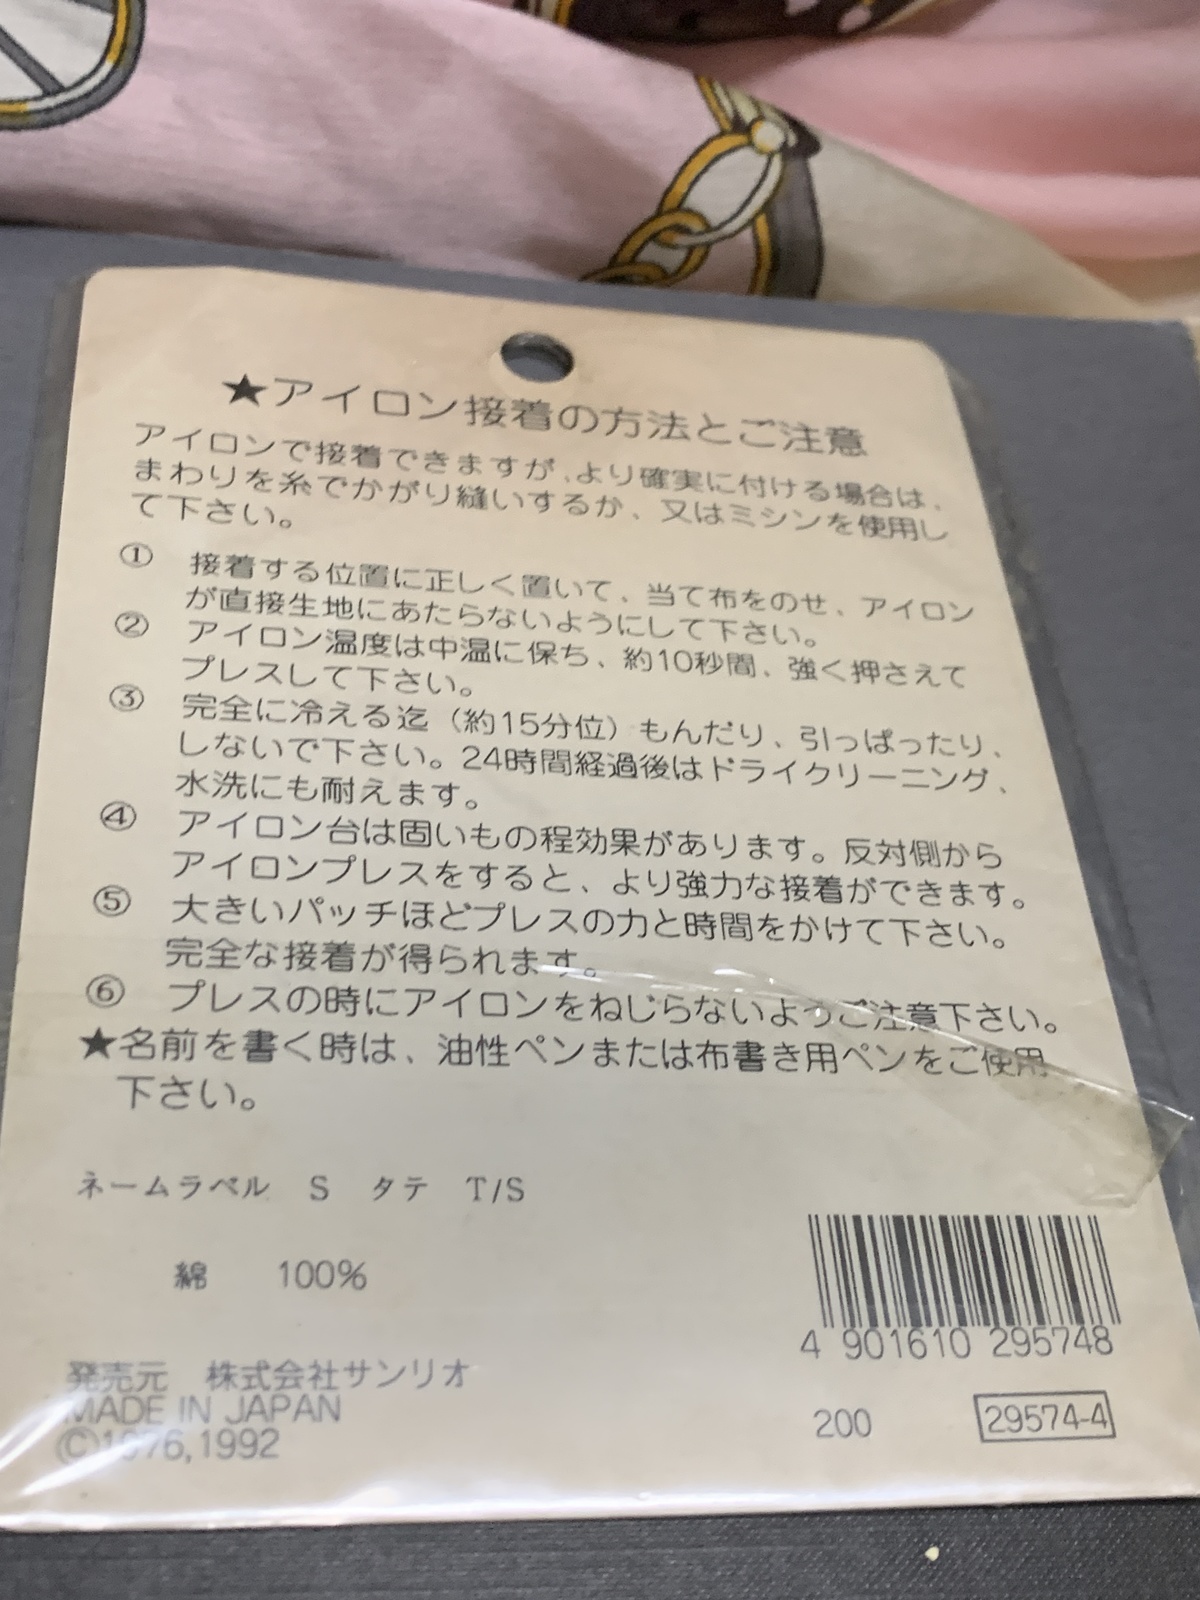 ★アイロン接着の方法とご注意
アイロンで接着できますが、より確実に付ける場合は、
まわりを糸でかがり縫いするか、又はミシンを使用し
て下さい。
① 接着する位置に正しく置いて、当て布をのせ、アイロン
が直接生地にあたらないようにして下さい。
② アイロン温度は中温に保ち、約10秒間、強く押さえて
プレスして下さい。
③ 完全に冷える迄（約15分位）もんだり、引っぱったり、
しないで下さい。24時間経過後はドライクリーニング、
水洗にも耐えます。
④ アイロン台は固いもの程効果があります。反対側から
アイロンプレスをすると、より強力な接着ができます。
⑤ 大きいパッチほどプレスの力と時間をかけて下さい。
完全な接着が得られます。
⑥ プレスの時にアイロンをねじらないようご注意下さい。
★名前を書く時は、油性ペンまたは布書き用ペンをご使用
下さい。
ネームラベル S タテ T/S
綿 100%
4 901610 295748
発売元 株式会社サンリオ
MADE IN JAPAN
©1976,1992
200 29574-4